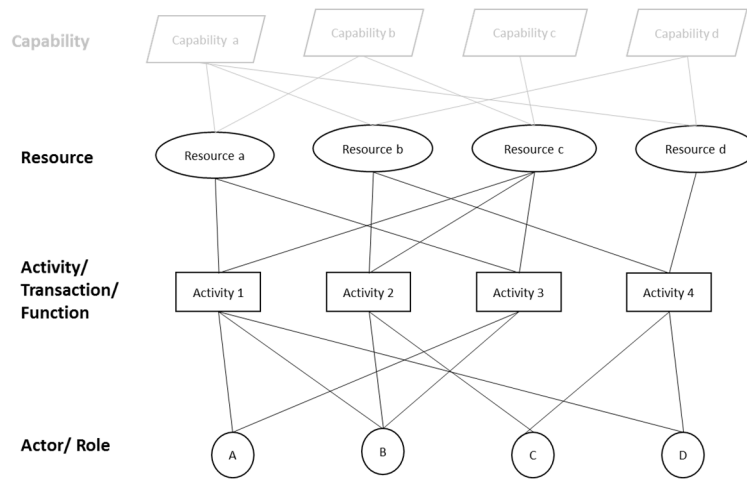 Capability
Capability a
Capability b
Capability c
Capability d
Resource
Resource a
Resource b
Resource c
Resource d
Activity/
Transaction/
Function
Activity 1
Activity 2
Activity 3
Activity 4
Actor/ Role
A
B
C
D